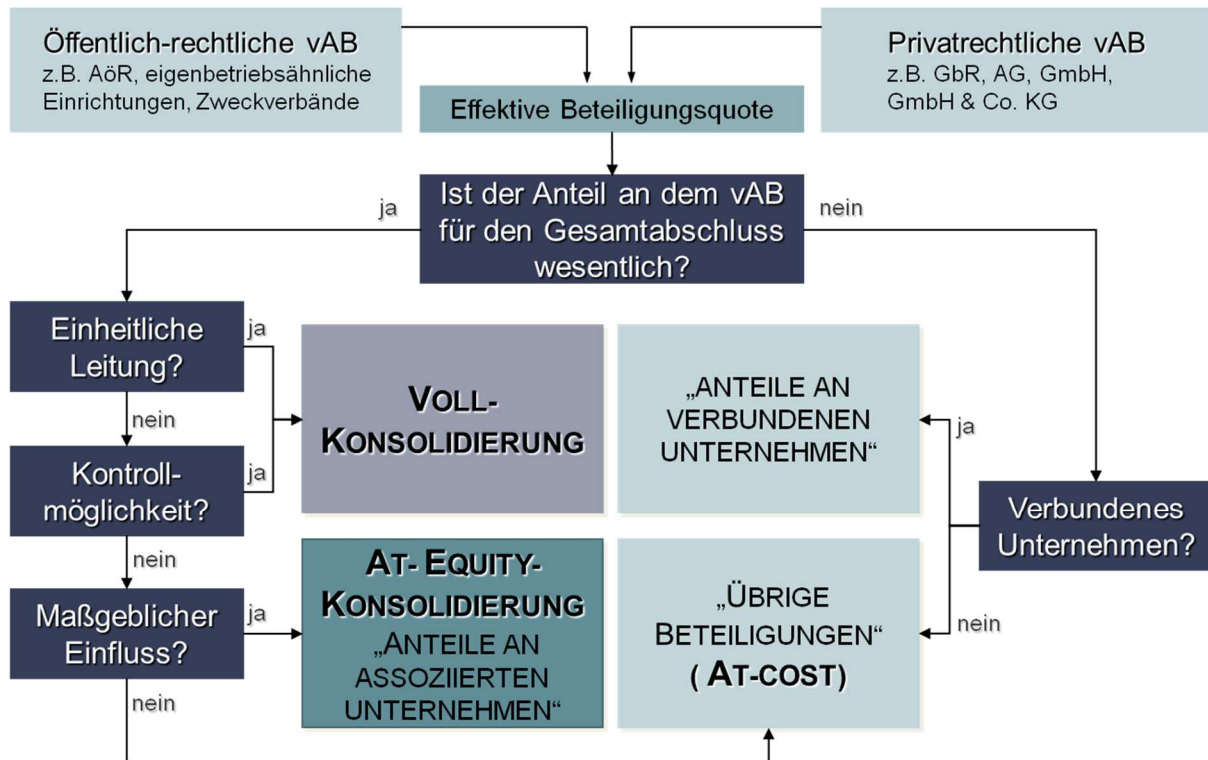 Öffentlich-rechtliche vAB
z.B. AöR, eigenbetriebsähnliche
Einrichtungen, Zweckverbände
Privatrechtliche vAB
z.B. GbR, AG, GmbH,
GmbH & Co. KG
Effektive Beteiligungsquote
Ist der Anteil an dem vAB
für den Gesamtabschluss
wesentlich?
ja
nein
Einheitliche
Leitung?
ja
nein
Kontroll-
möglichkeit?
ja
nein
Maßgeblicher
Einfluss?
ja
nein
VOLL-
KONSOLIDIERUNG
„ANTEILE AN
VERBUNDENEN
UNTERNEHMEN“
AT- EQUITY-
KONSOLIDIERUNG
„ANTEILE AN
ASSOZIIERTEN
UNTERNEHMEN“
„ÜBRIGE
BETEILIGUNGEN“
( AT-COST)
ja
Verbundenes
Unternehmen?
nein